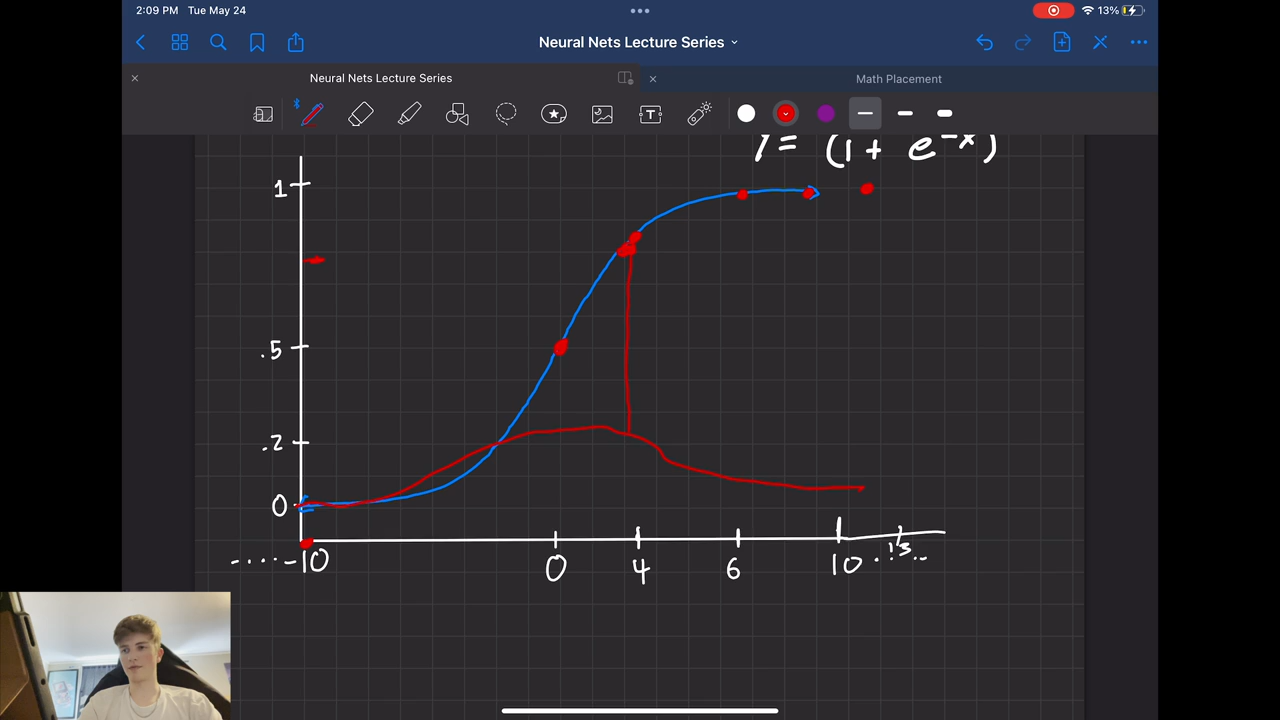 2:09 PM Tue May 24
13%
Neural Nets Lecture Series
Neural Nets Lecture Series
Math Placement
T
(1 + e^-x)
1
.5
.2
0
....-10 0 4 6 10 .13..